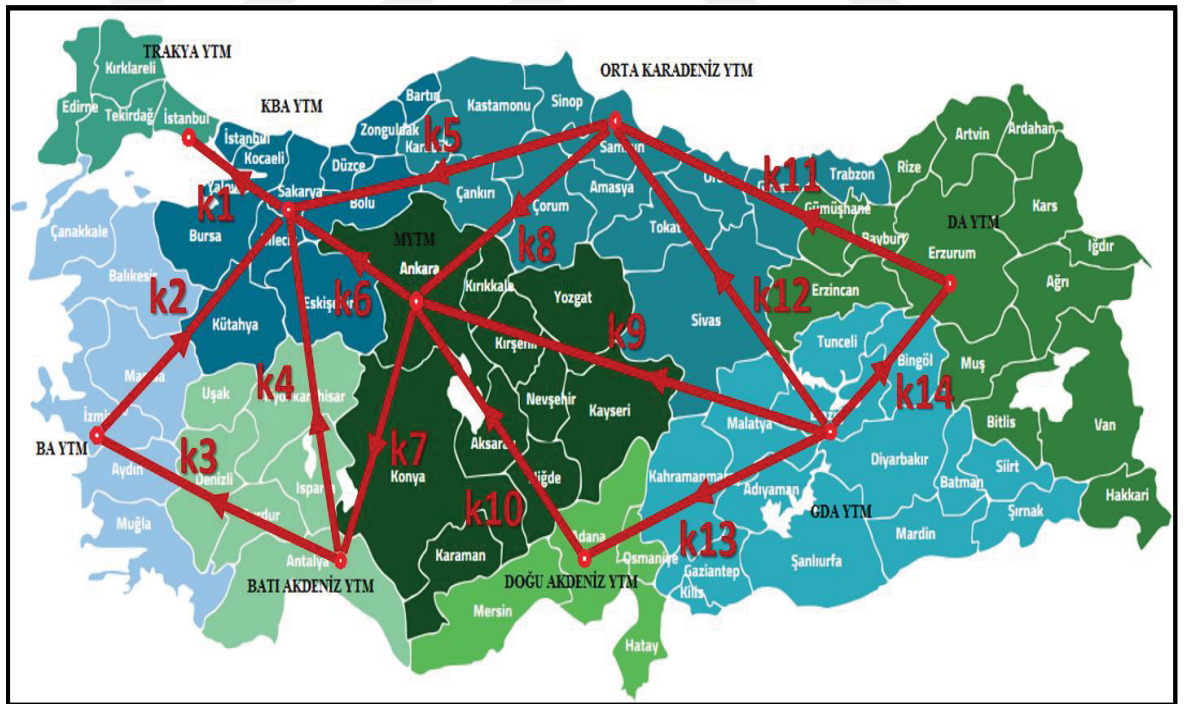 TRAKYA YTM
Kırklareli
Edirne
Tekirdağ
İstanbul
KBA YTM
İstanbul
Kocaeli
Sakarya
Düzce
Bolu
Zonguldak
Bartın
Kastamonu
Sinop
ORTA KARADENİZ YTM
Çankırı
Çorum
Amasya
Tokat
Sivas
Trabzon
Rize
Artvin
Ardahan
Kars
Iğdır
Ağrı
DA YTM
Erzurum
Gümüşhane
Bayburt
Erzincan
k1
k2
k3
k4
k5
k6
k7
k8
k9
k10
k11
k12
k13
k14
Çanakkale
Balıkesir
Bursa
Kütahya
MYTM
Ankara
Kırıkkale
Yozgat
Kırşehir
Nevşehir
Kayseri
Aksaray
Konya
Karaman
Uşak
Denizli
İzmir
BA YTM
Aydın
Muğla
Antalya
BATI AKDENİZ YTM
Mersin
Adana
Osmaniye
Hatay
DOĞU AKDENİZ YTM
Kahramanmaraş
Malatya
Adıyaman
Gaziantep
Kilis
Şanlıurfa
GDA YTM
Diyarbakır
Mardin
Batman
Siirt
Şırnak
Tunceli
Bingöl
Muş
Bitlis
Van
Hakkari